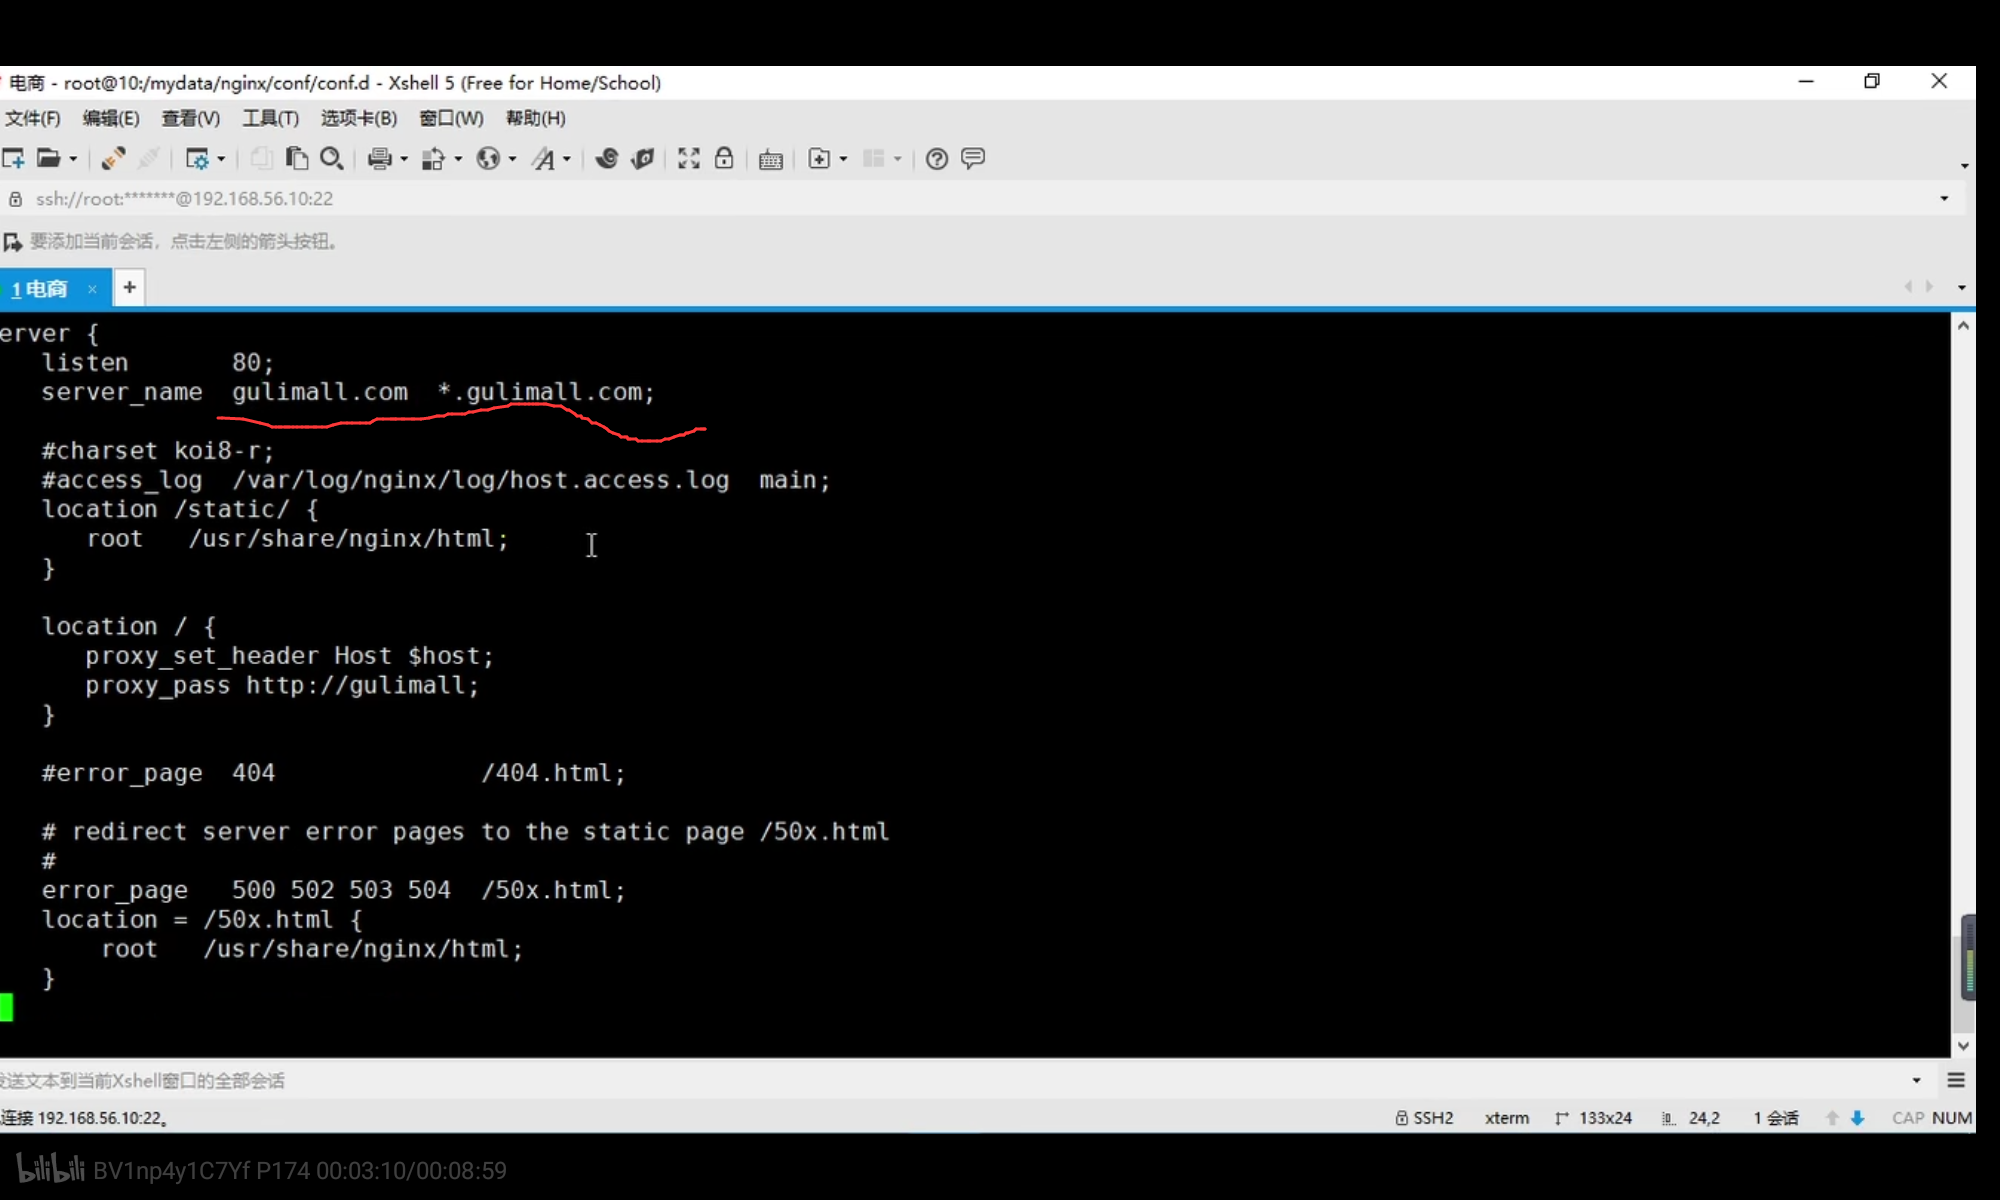 电商 - root@10:/mydata/nginx/conf/conf.d - Xshell 5 (Free for Home/School)
文件(F) 编辑(E) 查看(V) 工具(T) 选项卡(B) 窗口(W) 帮助(H)
ssh://root:*******@192.168.56.10:22
要添加当前会话，点击左侧的箭头按钮。
1 电商 × +
erver {
listen 80;
server_name gulimall.com *.gulimall.com;
#charset koi8-r;
#access_log /var/log/nginx/log/host.access.log main;
location /static/ {
root /usr/share/nginx/html;
}
location / {
proxy_set_header Host $host;
proxy_pass http://gulimall;
}
#error_page 404 /404.html;
# redirect server error pages to the static page /50x.html
#
error_page 500 502 503 504 /50x.html;
location = /50x.html {
root /usr/share/nginx/html;
}
送文本到当前Xshell窗口的全部会话
连接 192.168.56.10:22。 SSH2 xterm 133x24 24,2 1 会话 CAP NUM
bilibili BV1np4y1C7Yf P174 00:03:10/00:08:59